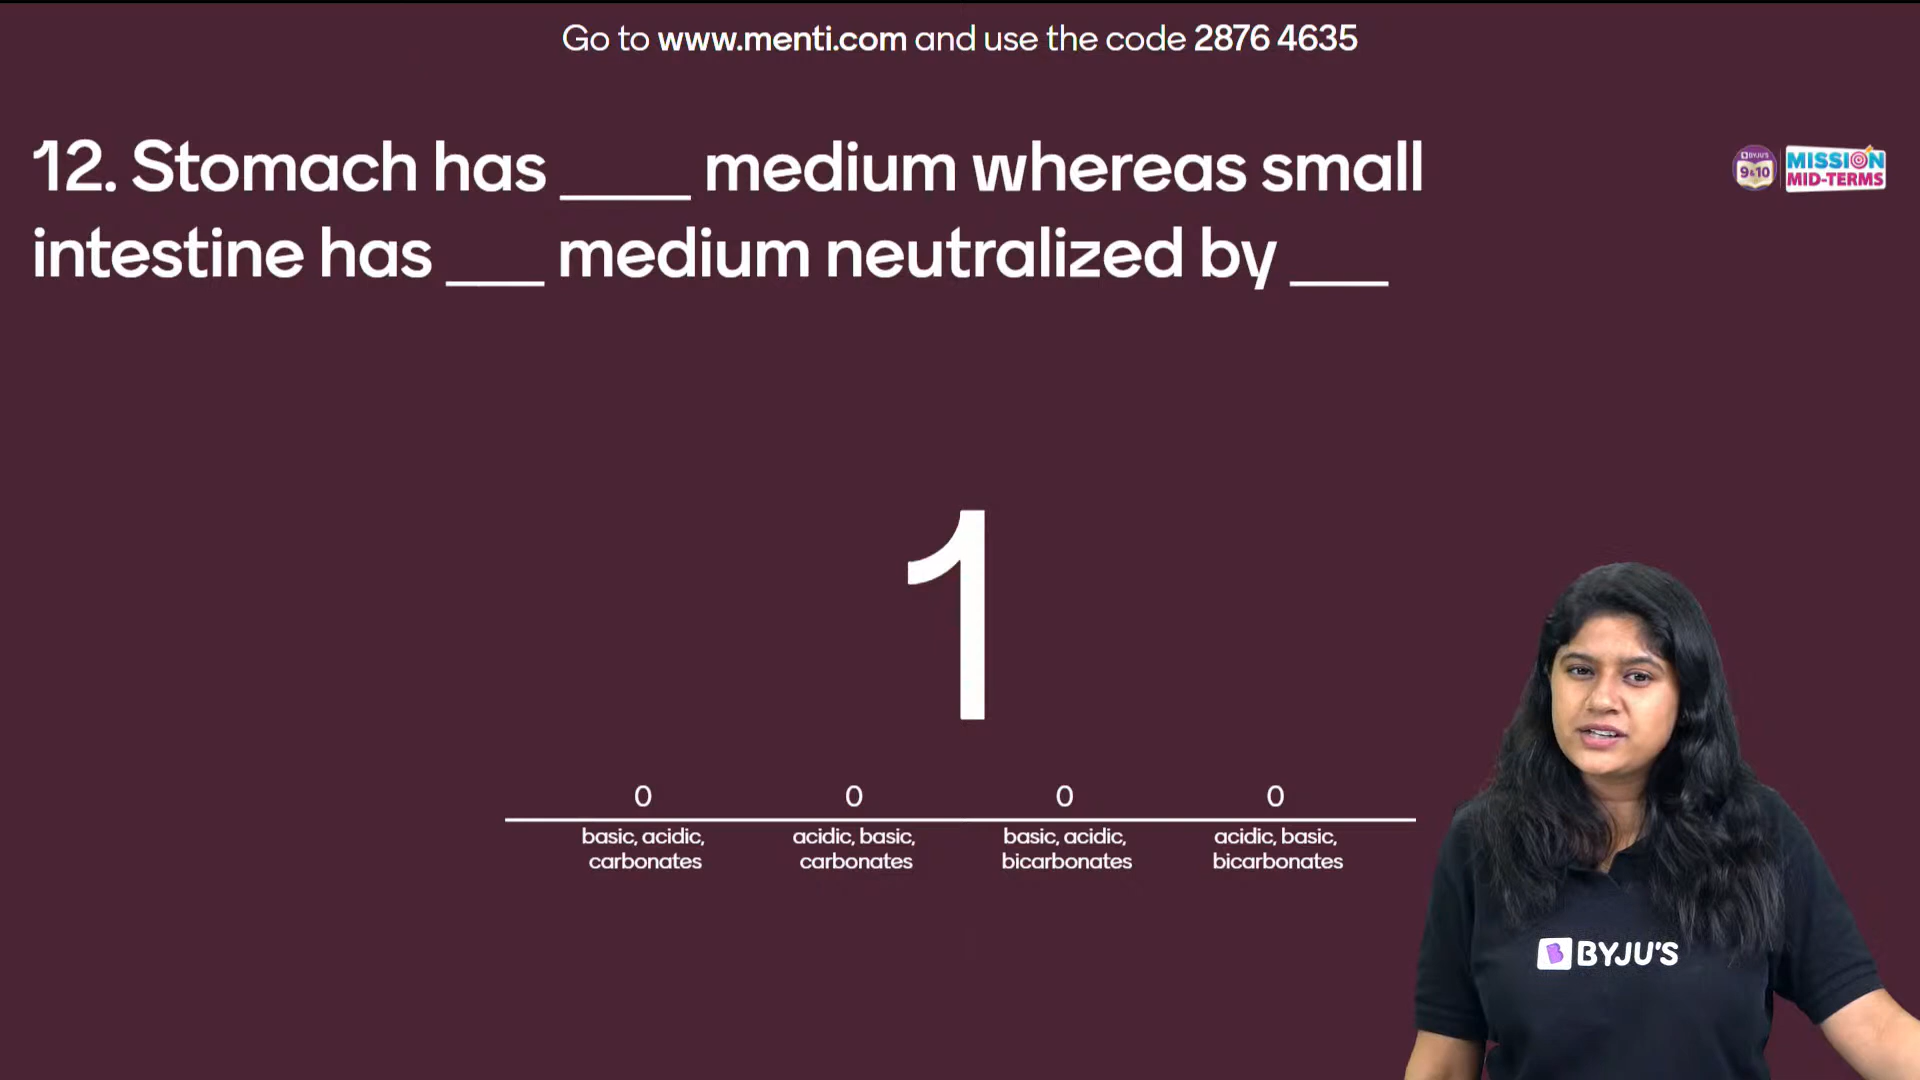 Go to www.menti.com and use the code 2876 4635
12. Stomach has ____ medium whereas small
intestine has ___ medium neutralized by ___
BYJU'S
9&10
MISSION
MID-TERMS
1
0 0 0 0
basic, acidic, acidic, basic, basic, acidic, acidic, basic,
carbonates carbonates bicarbonates bicarbonates
BYJU'S